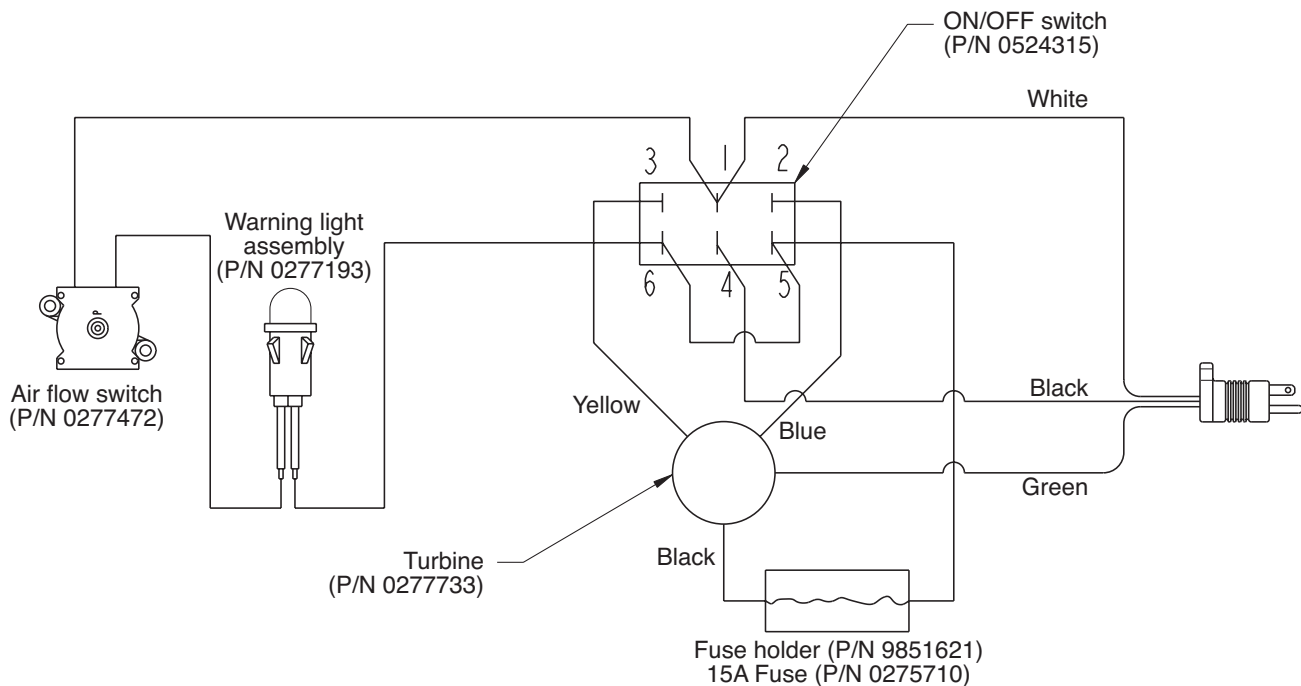 ON/OFF switch
(P/N 0524315)
White
3 1 2
Warning light
assembly
(P/N 0277193)
6 4 5
P
Air flow switch
(P/N 0277472)
Yellow
Black
Blue
Green
Turbine
(P/N 0277733)
Black
Fuse holder (P/N 9851621)
15A Fuse (P/N 0275710)